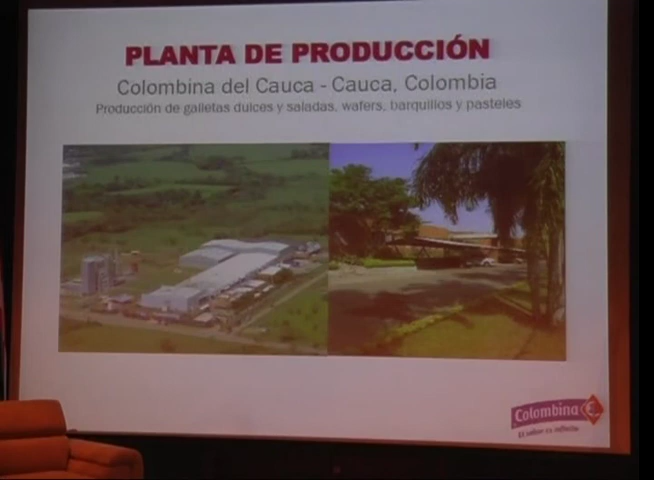 PLANTA DE PRODUCCIÓN
Colombina del Cauca - Cauca, Colombia
Producción de galletas dulces y saladas, wafers, barquillos y pasteles
Colombina
El sabor es infinito